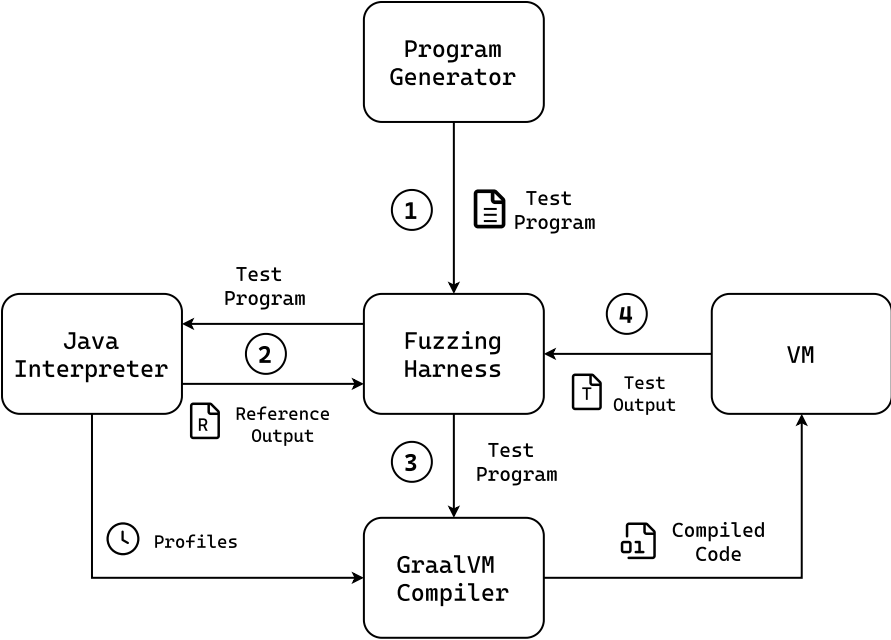 Program
Generator
1
Test
Program
Test
Program
Java
Interpreter
2
Fuzzing
Harness
4
VM
R
Reference
Output
T
Test
Output
3
Test
Program
Profiles
GraalVM
Compiler
01
Compiled
Code